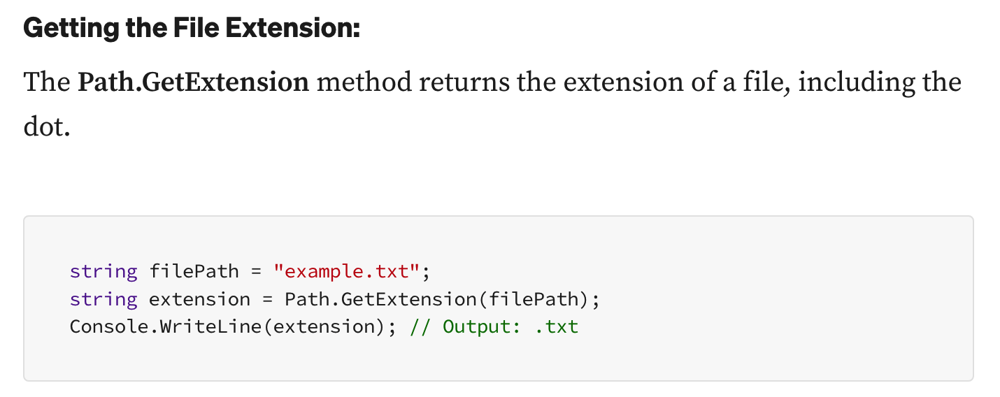 Getting the File Extension:
The Path.GetExtension method returns the extension of a file, including the
dot.
string filePath = "example.txt";
string extension = Path.GetExtension(filePath);
Console.WriteLine(extension); // Output: .txt